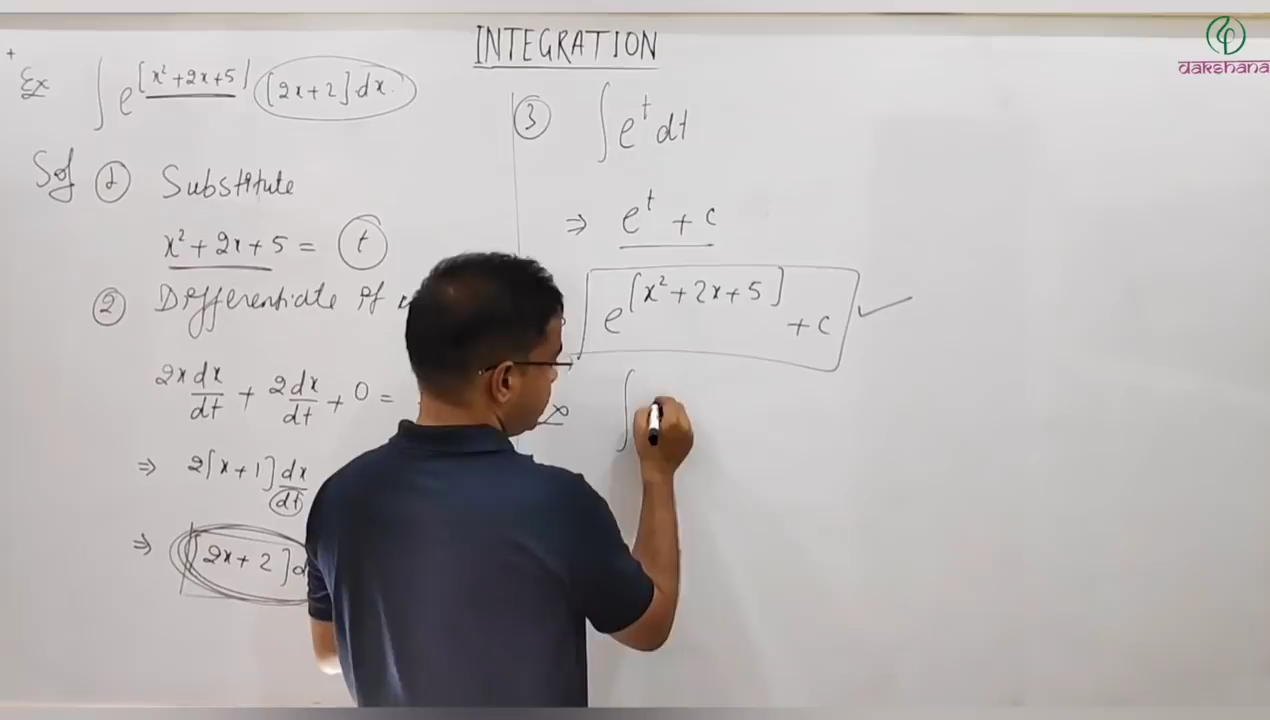 INTEGRATION
dakshana
Ex ∫ e^[x² + 2x + 5] [2x + 2] dx.
Sol ① Substitute
x² + 2x + 5 = t
② Differentiate
2x dx/dt + 2 dx/dt + 0 =
⇒ 2[x + 1] dx/dt
⇒ [2x + 2] d
③ ∫ e^t dt
⇒ e^t + c
e^[x² + 2x + 5] + c ✓
∫